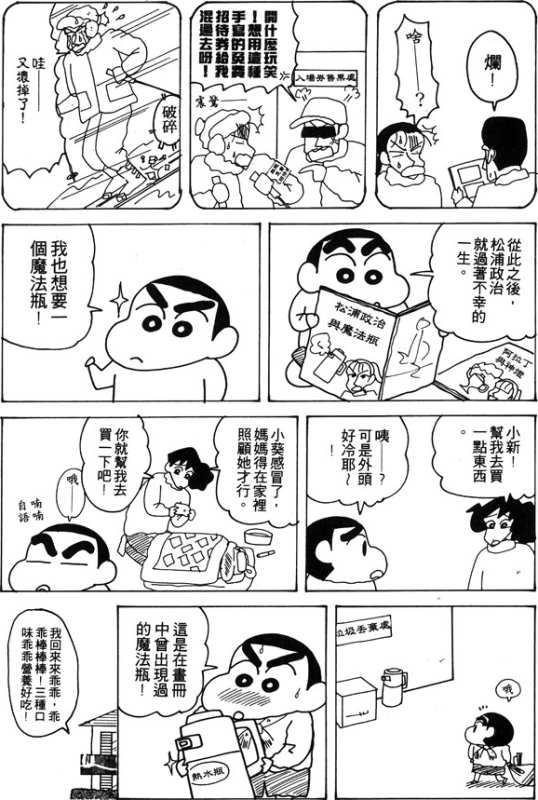 爛！
啥——？
入場券售票處
開什麼玩笑
！想用這種
手寫的免費
招待券給我
混過去呀！
震驚
破碎
哇——
又壞掉了！
從此之後，
松浦政治
就過著不幸的
一生。
松浦政治
與魔法瓶
阿拉丁
與神燈
我也想要一
個魔法瓶！
小新！
幫我去買
一點東西
。
咦——？
可是外頭
好冷耶~
！
小葵感冒了，
媽媽得在家裡
照顧她才行。
你就幫我去
買一下吧！
哦——
喃喃
自語
垃圾丟棄處
哦
這是在畫冊
中曾出現過
的魔法瓶！
熱水瓶
我回來來乖乖，乖
乖棒棒棒！三種口
味乖乖營養好吃！